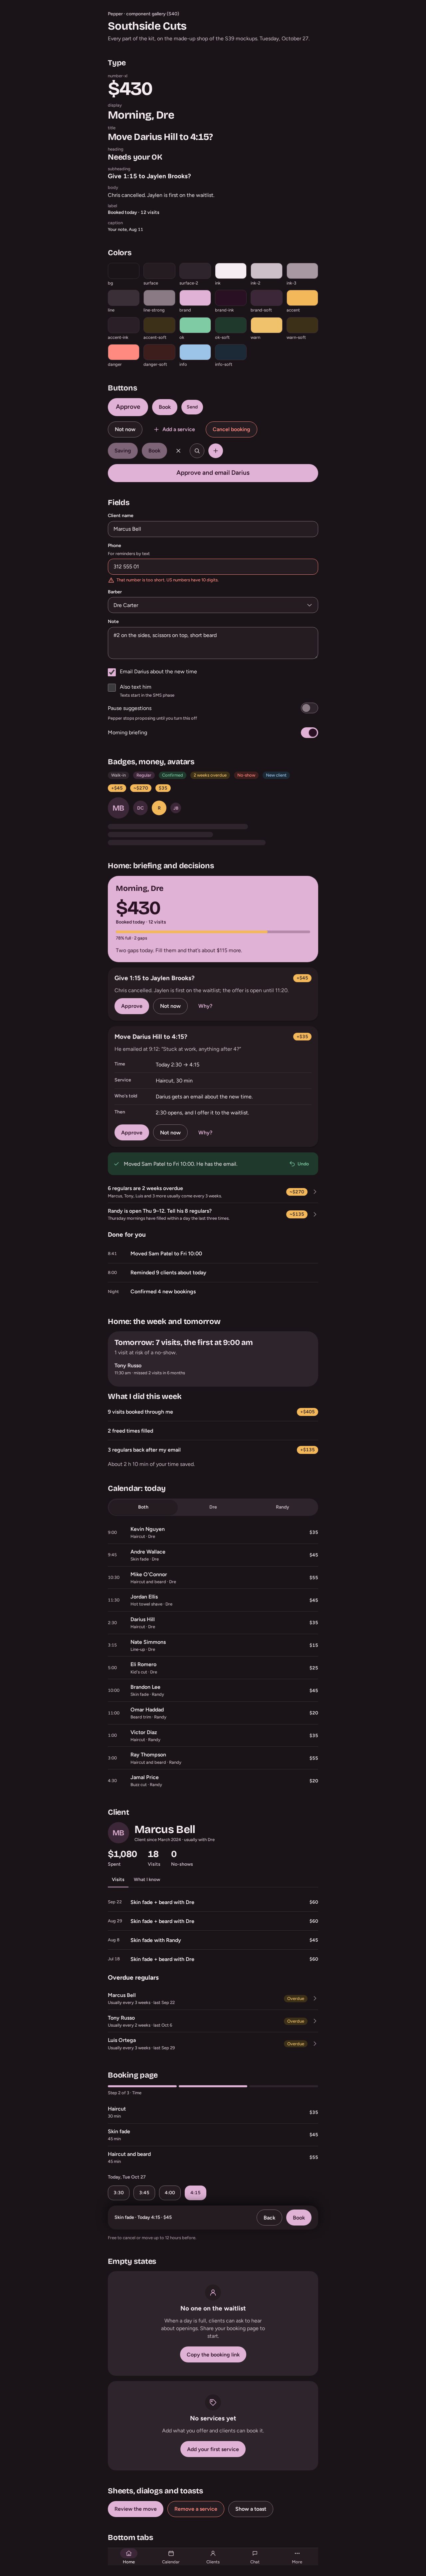 Pepper · component gallery (S40)
Southside Cuts
Every part of the kit, on the made-up shop of the S39 mockups. Tuesday, October 27.
Type
number-xl
$430
display
Morning, Dre
title
Move Darius Hill to 4:15?
heading
Needs your OK
subheading
Give 1:15 to Jaylen Brooks?
body
Chris cancelled. Jaylen is first on the waitlist.
label
Booked today · 12 visits
caption
Your note, Aug 11
Colors
bg surface surface-2 ink ink-2 ink-3
line line-strong brand brand-ink brand-soft accent
accent-ink accent-soft ok ok-soft warn warn-soft
danger danger-soft info info-soft
Buttons
Approve Book Send
Not now Add a service Cancel booking
Saving Book
Approve and email Darius
Fields
Client name
Marcus Bell
Phone
For reminders by text
312 555 01
That number is too short. US numbers have 10 digits.
Barber
Dre Carter
Note
#2 on the sides, scissors on top, short beard
Email Darius about the new time
Also text him
Texts start in the SMS phase
Pause suggestions
Pepper stops proposing until you turn this off
Morning briefing
Badges, money, avatars
Walk-in Regular Confirmed 2 weeks overdue No-show New client
+$45 ~$270 $35
MB DC R JB
Home: briefing and decisions
Morning, Dre
$430
Booked today · 12 visits
78% full · 2 gaps
Two gaps today. Fill them and that's about $115 more.
Give 1:15 to Jaylen Brooks? +$45
Chris cancelled. Jaylen is first on the waitlist; the offer is open until 11:20.
Approve Not now Why?
Move Darius Hill to 4:15? +$35
He emailed at 9:12: "Stuck at work, anything after 4?"
Time Today 2:30 → 4:15
Service Haircut, 30 min
Who's told Darius gets an email about the new time.
Then 2:30 opens, and I offer it to the waitlist.
Approve Not now Why?
Moved Sam Patel to Fri 10:00. He has the email. Undo
6 regulars are 2 weeks overdue ~$270
Marcus, Tony, Luis and 3 more usually come every 3 weeks.
Randy is open Thu 9–12. Tell his 8 regulars? ~$135
Thursday mornings have filled within a day the last three times.
Done for you
8:41 Moved Sam Patel to Fri 10:00
8:00 Reminded 9 clients about today
Night Confirmed 4 new bookings
Home: the week and tomorrow
Tomorrow: 7 visits, the first at 9:00 am
1 visit at risk of a no-show.
Tony Russo
11:30 am · missed 2 visits in 6 months
What I did this week
9 visits booked through me +$405
2 freed times filled
3 regulars back after my email +$135
About 2 h 10 min of your time saved.
Calendar: today
Both Dre Randy
9:00 Kevin Nguyen $35
Haircut · Dre
9:45 Andre Wallace $45
Skin fade · Dre
10:30 Mike O'Connor $55
Haircut and beard · Dre
11:30 Jordan Ellis $45
Hot towel shave · Dre
2:30 Darius Hill $35
Haircut · Dre
3:15 Nate Simmons $15
Line-up · Dre
5:00 Eli Romero $25
Kid's cut · Dre
10:00 Brandon Lee $45
Skin fade · Randy
11:00 Omar Haddad $20
Beard trim · Randy
1:00 Victor Diaz $35
Haircut · Randy
3:00 Ray Thompson $55
Haircut and beard · Randy
4:30 Jamal Price $20
Buzz cut · Randy
Client
MB Marcus Bell
Client since March 2024 · usually with Dre
$1,080 18 0
Spent Visits No-shows
Visits What I know
Sep 22 Skin fade + beard with Dre $60
Aug 29 Skin fade + beard with Dre $60
Aug 8 Skin fade with Randy $45
Jul 18 Skin fade + beard with Dre $60
Overdue regulars
Marcus Bell Overdue
Usually every 3 weeks · last Sep 22
Tony Russo Overdue
Usually every 2 weeks · last Oct 6
Luis Ortega Overdue
Usually every 3 weeks · last Sep 29
Booking page
Step 2 of 3 · Time
Haircut $35
30 min
Skin fade $45
45 min
Haircut and beard $55
45 min
Today, Tue Oct 27
3:30 3:45 4:00 4:15
Skin fade · Today 4:15 · $45 Back Book
Free to cancel or move up to 12 hours before.
Empty states
No one on the waitlist
When a day is full, clients can ask to hear
about openings. Share your booking page to
start.
Copy the booking link
No services yet
Add what you offer and clients can book it.
Add your first service
Sheets, dialogs and toasts
Review the move Remove a service Show a toast
Bottom tabs
Home Calendar Clients Chat More